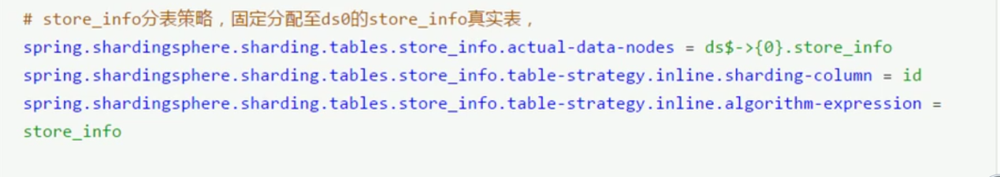 # store_info分表策略，固定分配至ds0的store_info真实表，
spring.shardingsphere.sharding.tables.store_info.actual-data-nodes = ds$->{0}.store_info
spring.shardingsphere.sharding.tables.store_info.table-strategy.inline.sharding-column = id
spring.shardingsphere.sharding.tables.store_info.table-strategy.inline.algorithm-expression =
store_info